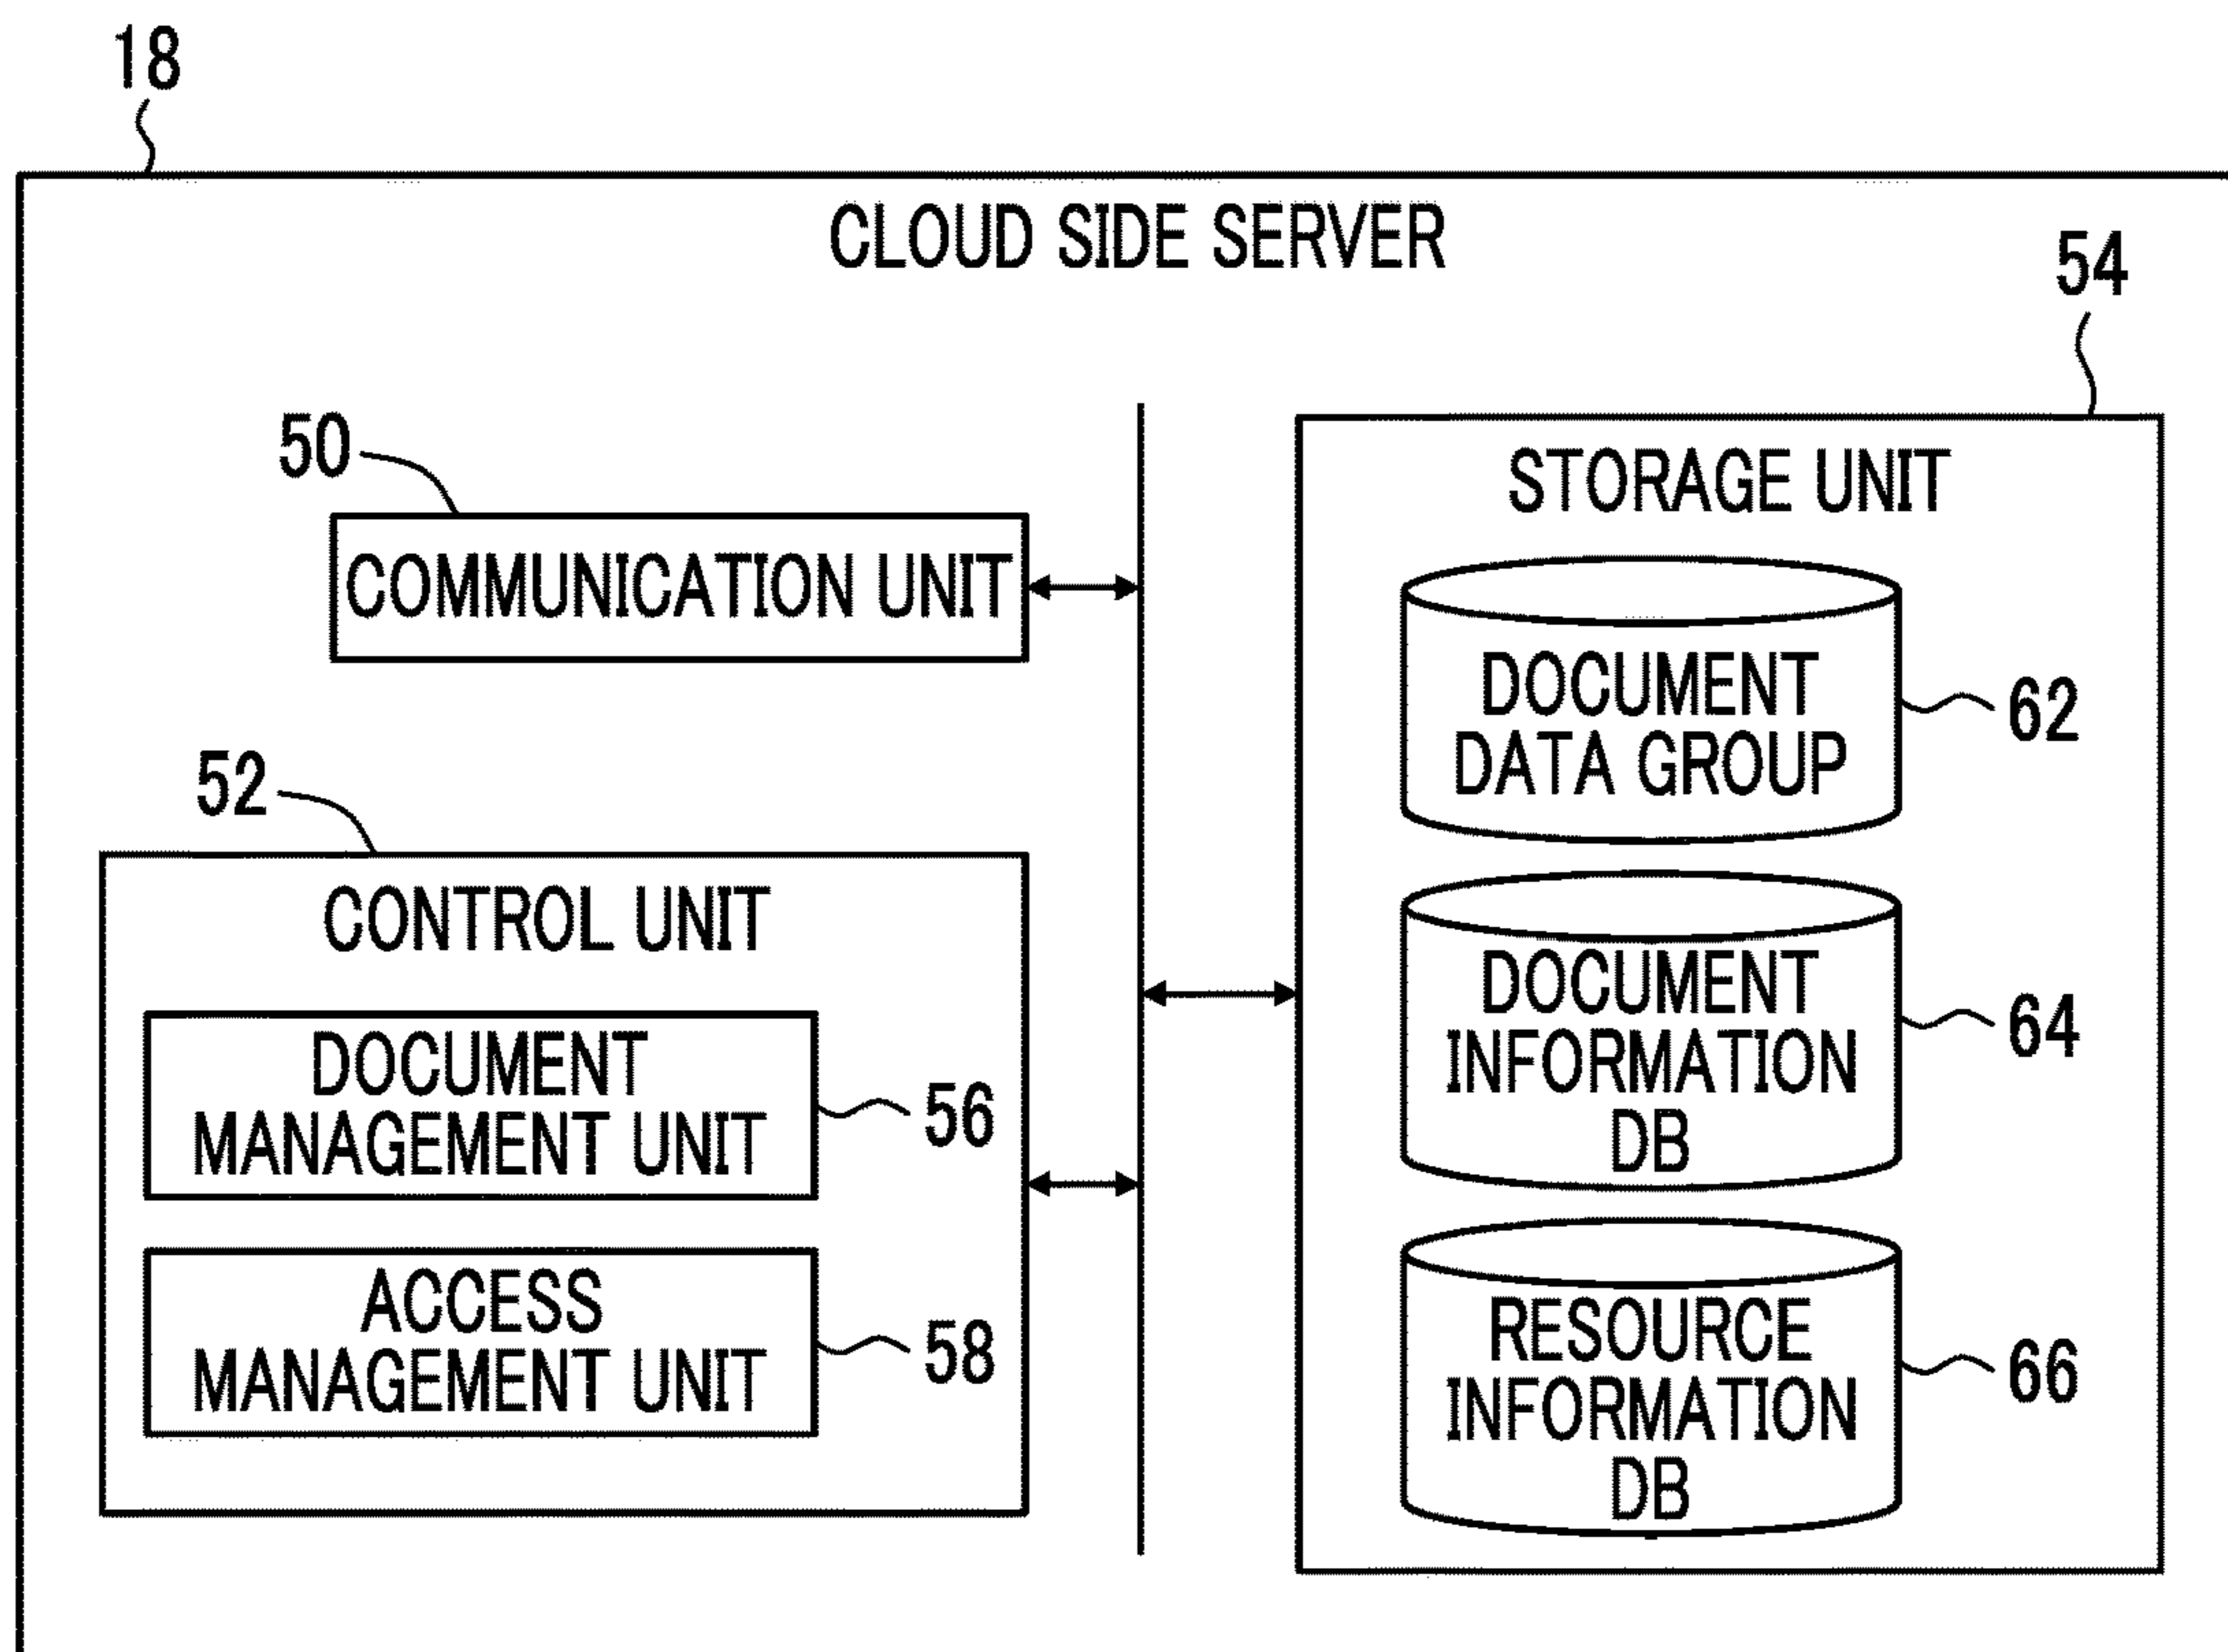 18
CLOUD SIDE SERVER
54
50
STORAGE UNIT
COMMUNICATION UNIT
DOCUMENT
DATA GROUP
62
52
CONTROL UNIT
DOCUMENT
INFORMATION
DB
64
DOCUMENT
MANAGEMENT UNIT
56
ACCESS
MANAGEMENT UNIT
58
RESOURCE
INFORMATION
DB
66